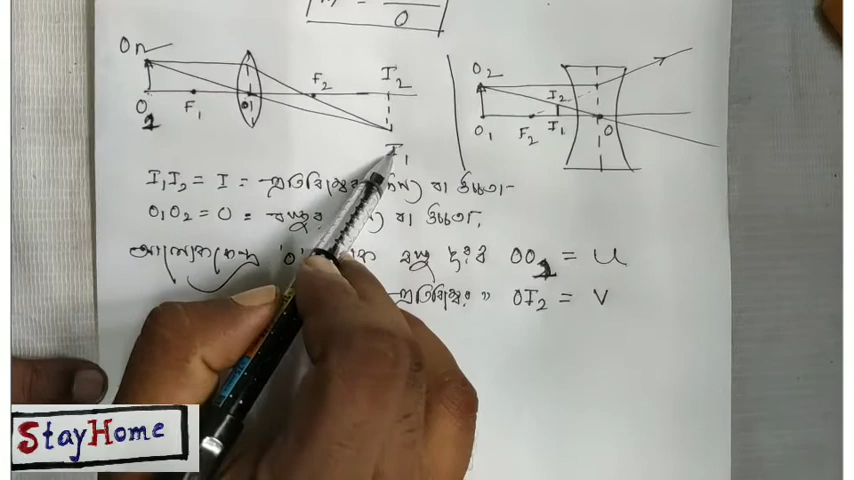 O
On
O₂
F₁
O
F₂
I₂
O₁
F₂
I₂
I₁
O
I₁
I₁I₂ = I = প্রতিবিম্বের বা উচ্চতা
O₁O₂ = O = বস্তুর বা উচ্চতা
আলোককেন্দ্র 'O' বস্তু দূরত্ব OO₁ = u
প্রতিবিম্বের " OI₂ = v
StayHome